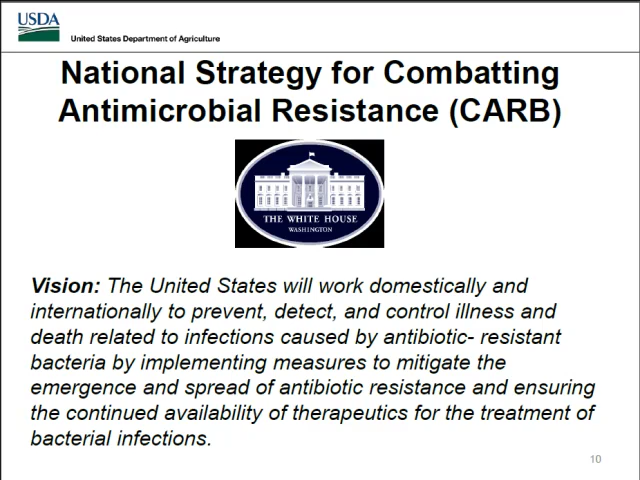 USDA
United States Department of Agriculture
National Strategy for Combatting
Antimicrobial Resistance (CARB)
THE WHITE HOUSE
WASHINGTON
Vision: The United States will work domestically and
internationally to prevent, detect, and control illness and
death related to infections caused by antibiotic- resistant
bacteria by implementing measures to mitigate the
emergence and spread of antibiotic resistance and ensuring
the continued availability of therapeutics for the treatment of
bacterial infections.
10